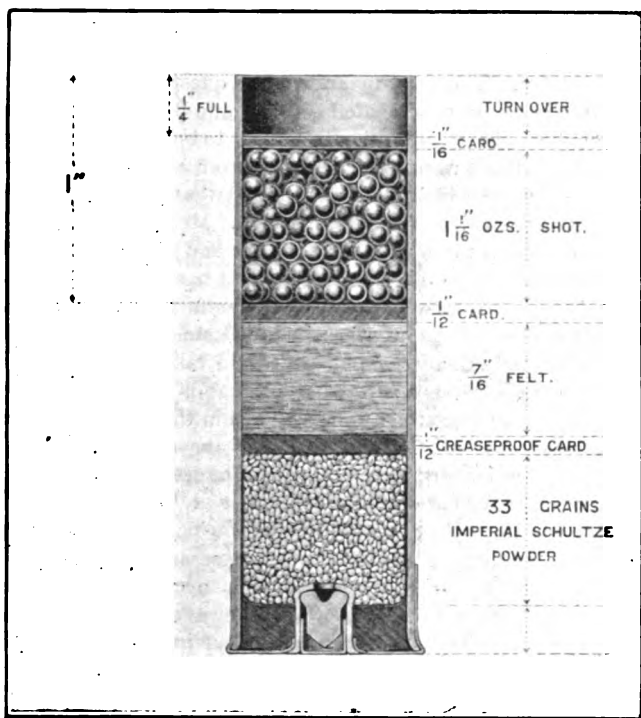 1/4" FULL
TURN OVER
1/16" CARD
1"
1 1/16" OZS. SHOT.
1/12" CARD.
7/16" FELT.
1/12" GREASEPROOF CARD
33 GRAINS
IMPERIAL SCHULTZE
POWDER